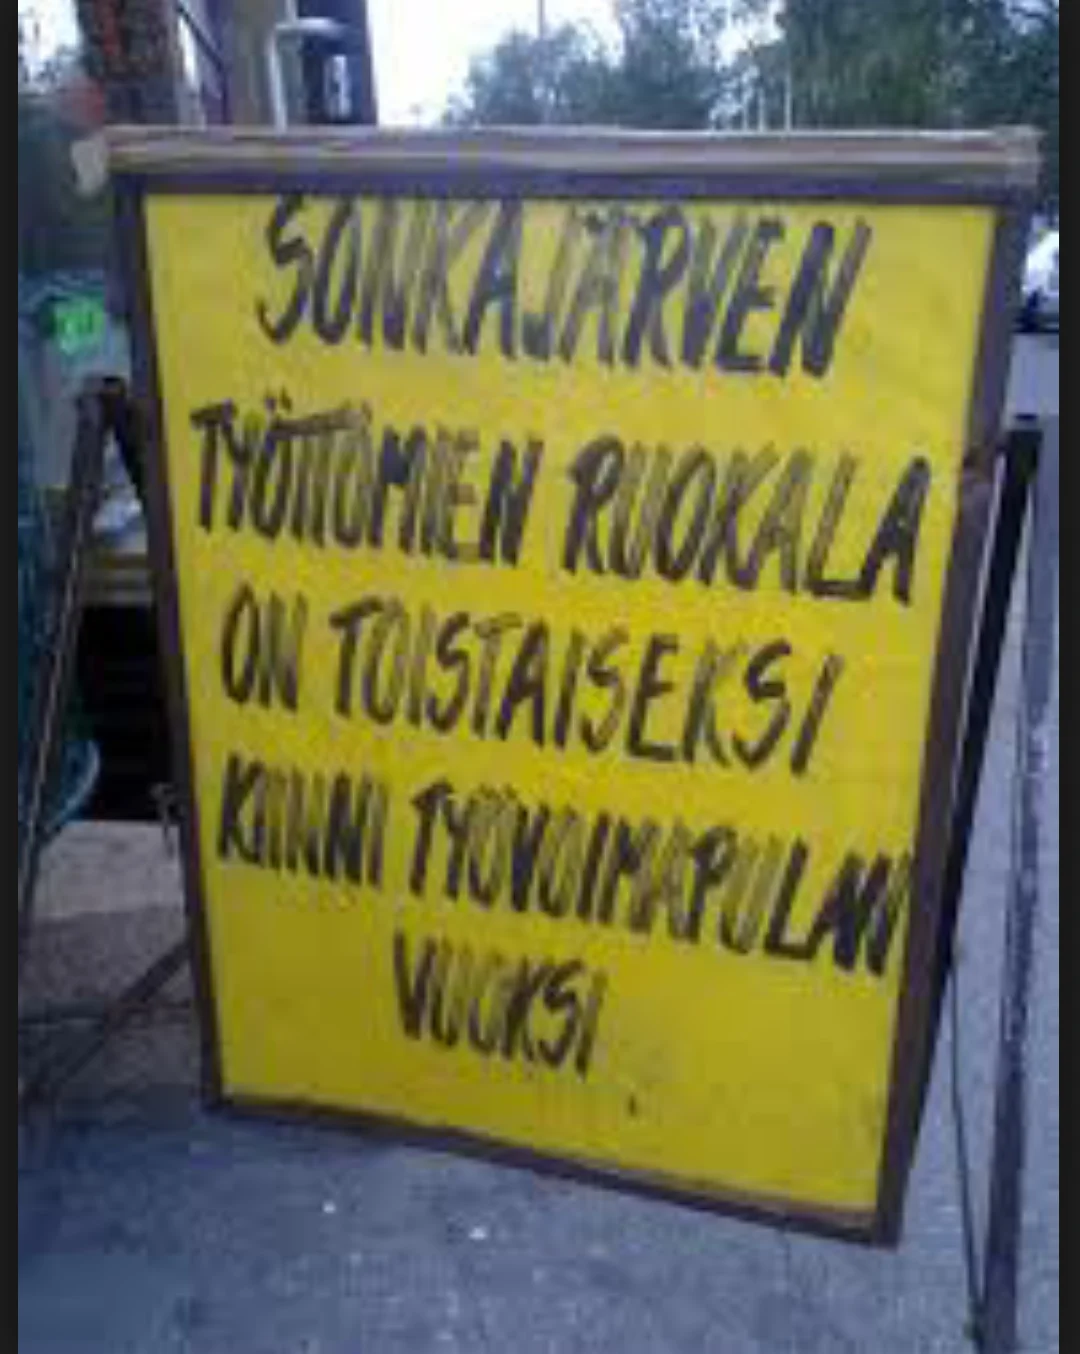 SONKAJÄRVEN
TYÖTTÖMIEN RUOKALA
ON TOISTAISEKSI
KIINNI TYÖVOIMAPULAN
VUOKSI